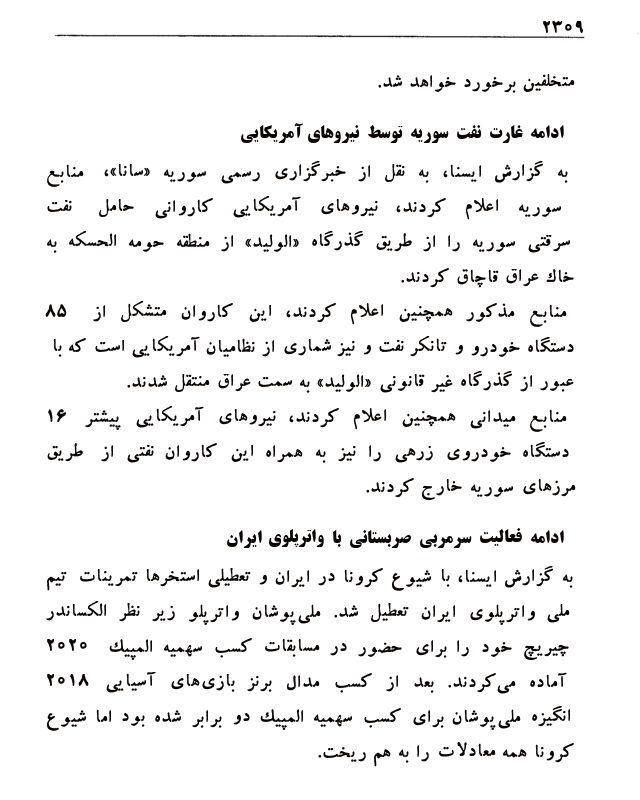 ۲۳۰۹
متخلفین برخورد خواهد شد.
ادامه غارت نفت سوریه توسط نیروهای آمریکایی
به گزارش ایسنا، به نقل از خبرگزاری رسمی سوریه «سانا»، منابع
سوریه اعلام کردند، نیروهای آمریکایی کاروانی حامل نفت
سرقتی سوریه را از طریق گذرگاه «الولید» از منطقه حومه الحسکه به
خاك عراق قاچاق کردند.
منابع مذکور همچنین اعلام کردند، این کاروان متشکل از ۸۵
دستگاه خودرو و تانکر نفت و نیز شماری از نظامیان آمریکایی است که با
عبور از گذرگاه غیر قانونی «الولید» به سمت عراق منتقل شدند.
منابع میدانی همچنین اعلام کردند، نیروهای آمریکایی پیشتر ۱۶
دستگاه خودروی زرهی را نیز به همراه این کاروان نفتی از طریق
مرزهای سوریه خارج کردند.
ادامه فعالیت سرمربی صربستانی با واترپلوی ایران
به گزارش ایسنا، با شیوع کرونا در ایران و تعطیلی استخرها تمرینات تیم
ملی واترپلوی ایران تعطیل شد. ملی‌پوشان واترپلو زیر نظر الکساندر
چیریچ خود را برای حضور در مسابقات کسب سهمیه المپیك ۲۰۲۰
آماده می‌کردند. بعد از کسب مدال برنز بازی‌های آسیایی ۲۰۱۸
انگیزه ملی‌پوشان برای کسب سهمیه المپیك دو برابر شده بود اما شیوع
کرونا همه معادلات را به هم ریخت.